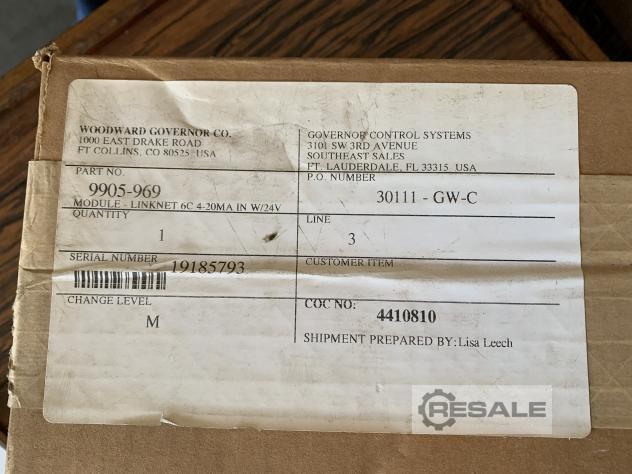 WOODWARD GOVERNOR CO.
1000 EAST DRAKE ROAD
FT COLLINS, CO 80525 USA
GOVERNOR CONTROL SYSTEMS
3101 SW 3RD AVENUE
SOUTHEAST SALES
FT. LAUDERDALE, FL 33315 USA
PART NO.
9905-969
MODULE - LINKNET 6C 4-20MA IN W/24V
P.O. NUMBER
30111 - GW-C
QUANTITY
1
LINE
3
SERIAL NUMBER
19185793
CUSTOMER ITEM
CHANGE LEVEL
M
COC NO:
4410810
SHIPMENT PREPARED BY:Lisa Leech
RESALE